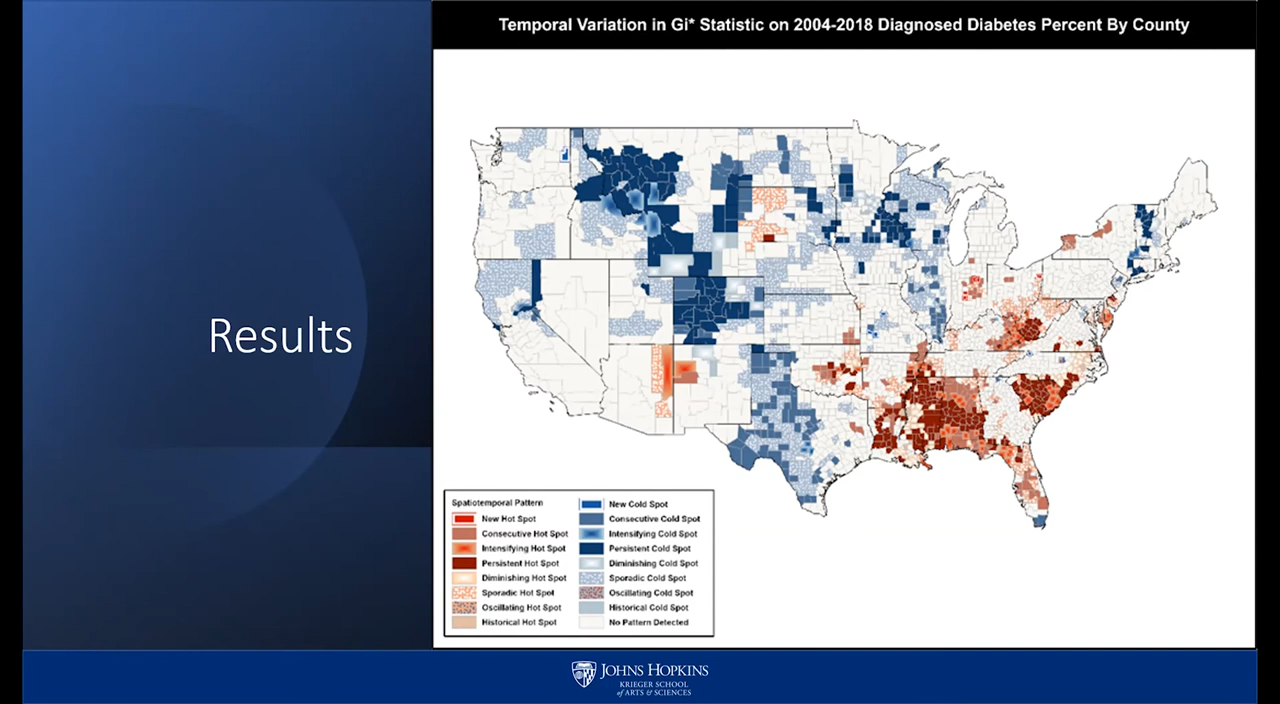 Temporal Variation in Gi* Statistic on 2004-2018 Diagnosed Diabetes Percent By County
Results
Spatiotemporal Pattern
New Hot Spot
Consecutive Hot Spot
Intensifying Hot Spot
Persistent Hot Spot
Diminishing Hot Spot
Sporadic Hot Spot
Oscillating Hot Spot
Historical Hot Spot
New Cold Spot
Consecutive Cold Spot
Intensifying Cold Spot
Persistent Cold Spot
Diminishing Cold Spot
Sporadic Cold Spot
Oscillating Cold Spot
Historical Cold Spot
No Pattern Detected
JOHNS HOPKINS
KRIEGER SCHOOL
of ARTS & SCIENCES